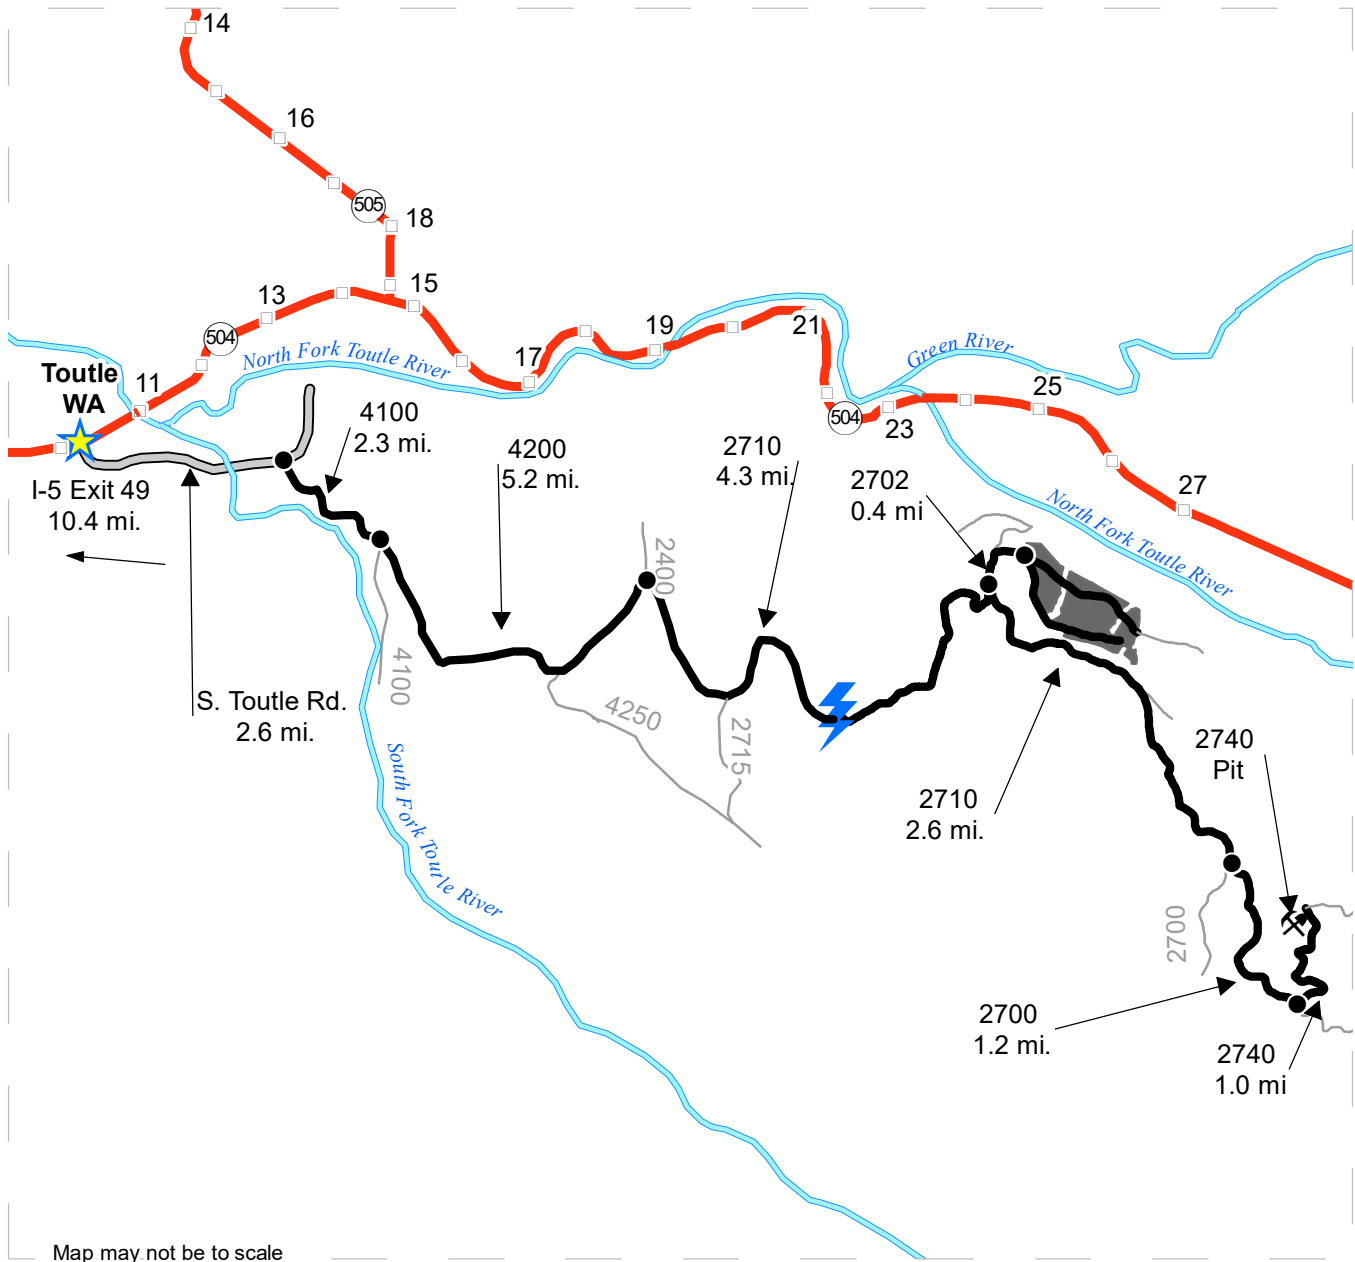 14
16
505
18
15
13
504
19
21
North Fork Toutle River
Green River
17
Toutle
WA
11
25
504
23
4100
2.3 mi.
4200
5.2 mi.
2710
4.3 mi.
2702
0.4 mi
27
I-5 Exit 49
10.4 mi.
North Fork Toutle River
2400
4100
S. Toutle Rd.
2.6 mi.
4250
2715
2740
Pit
South Fork Toutle River
2710
2.6 mi.
2700
2700
1.2 mi.
2740
1.0 mi
Map may not be to scale